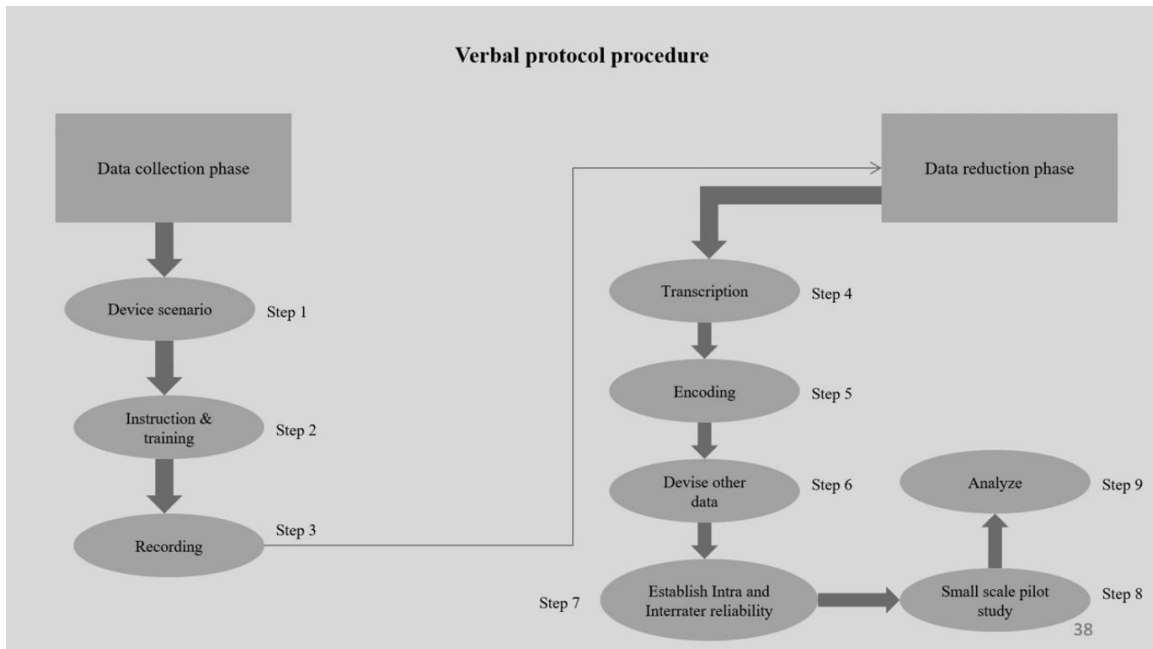 Verbal protocol procedure
Data collection phase
Device scenario
Step 1
Instruction &
training
Step 2
Recording
Step 3
Data reduction phase
Transcription
Step 4
Encoding
Step 5
Devise other
data
Step 6
Establish Intra and
Interrater reliability
Step 7
Small scale pilot
study
Step 8
Analyze
Step 9
38